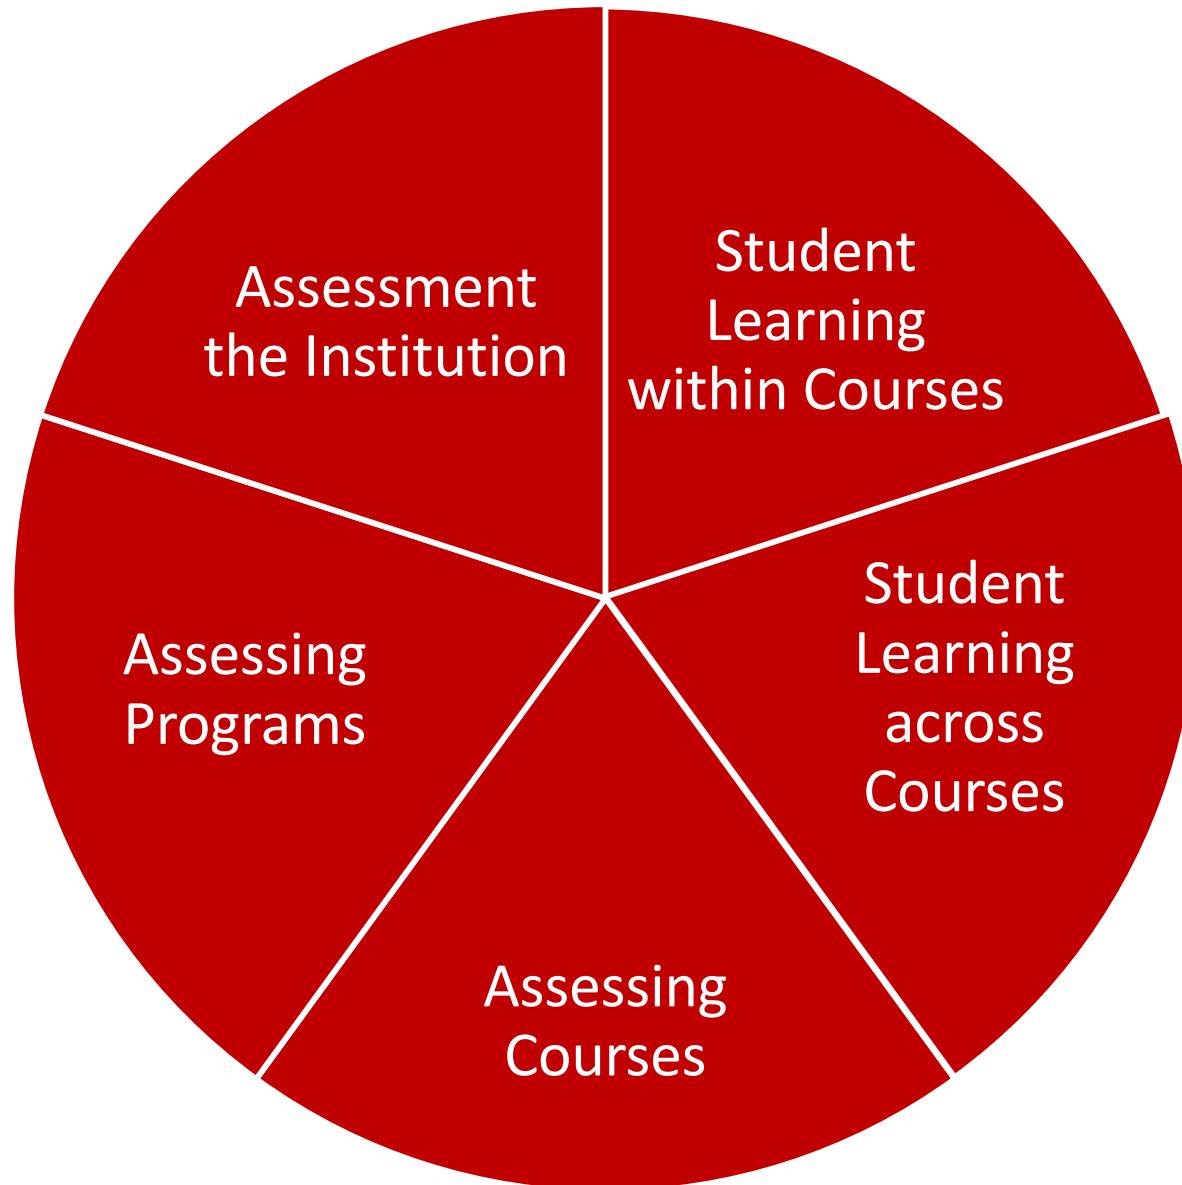 Student
Learning
within Courses
Student
Learning
across
Courses
Assessing
Courses
Assessing
Programs
Assessment
the Institution